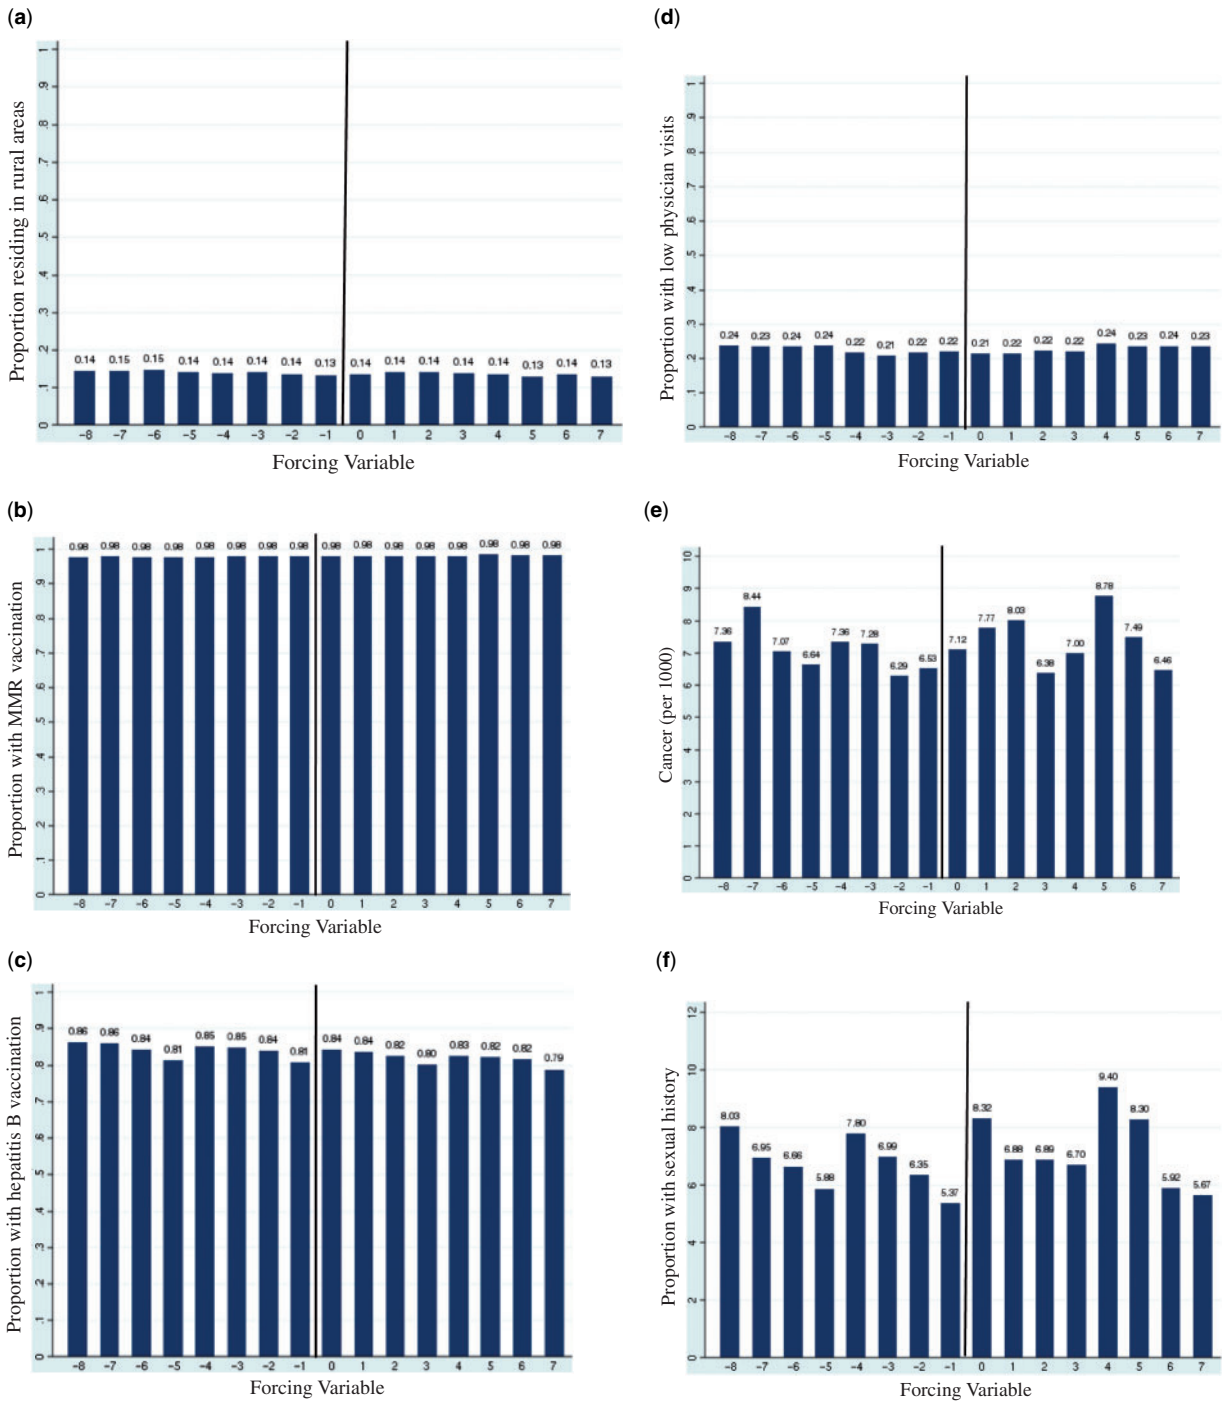 (a)
Proportion residing in rural areas
1
.9
.8
.7
.6
.5
.4
.3
.2
.1
0
0.14 0.15 0.15 0.14 0.14 0.14 0.14 0.13 0.14 0.14 0.14 0.14 0.14 0.13 0.14 0.13
-8 -7 -6 -5 -4 -3 -2 -1 0 1 2 3 4 5 6 7
Forcing Variable
(b)
Proportion with MMR vaccination
1
.9
.8
.7
.6
.5
.4
.3
.2
.1
0
0.98 0.98 0.98 0.98 0.98 0.98 0.98 0.98 0.98 0.98 0.98 0.98 0.98 0.98 0.98 0.98
-8 -7 -6 -5 -4 -3 -2 -1 0 1 2 3 4 5 6 7
Forcing Variable
(c)
Proportion with hepatitis B vaccination
1
.9
.8
.7
.6
.5
.4
.3
.2
.1
0
0.86 0.86 0.84 0.81 0.85 0.85 0.84 0.81 0.84 0.84 0.82 0.80 0.83 0.82 0.82 0.79
-8 -7 -6 -5 -4 -3 -2 -1 0 1 2 3 4 5 6 7
Forcing Variable
(d)
Proportion with low physician visits
1
.9
.8
.7
.6
.5
.4
.3
.2
.1
0
0.24 0.23 0.24 0.24 0.22 0.21 0.22 0.22 0.21 0.22 0.22 0.22 0.24 0.23 0.24 0.23
-8 -7 -6 -5 -4 -3 -2 -1 0 1 2 3 4 5 6 7
Forcing Variable
(e)
Cancer (per 1000)
10
9
8
7
6
5
4
3
2
1
0
7.36 8.44 7.07 6.64 7.36 7.28 6.29 6.53 7.12 7.77 8.03 6.38 7.00 8.78 7.49 6.46
-8 -7 -6 -5 -4 -3 -2 -1 0 1 2 3 4 5 6 7
Forcing Variable
(f)
Proportion with sexual history
12
10
8
6
4
2
0
8.03 6.95 6.66 5.88 7.80 6.99 6.35 5.37 8.32 6.88 6.89 6.70 9.40 8.30 5.92 5.67
-8 -7 -6 -5 -4 -3 -2 -1 0 1 2 3 4 5 6 7
Forcing Variable